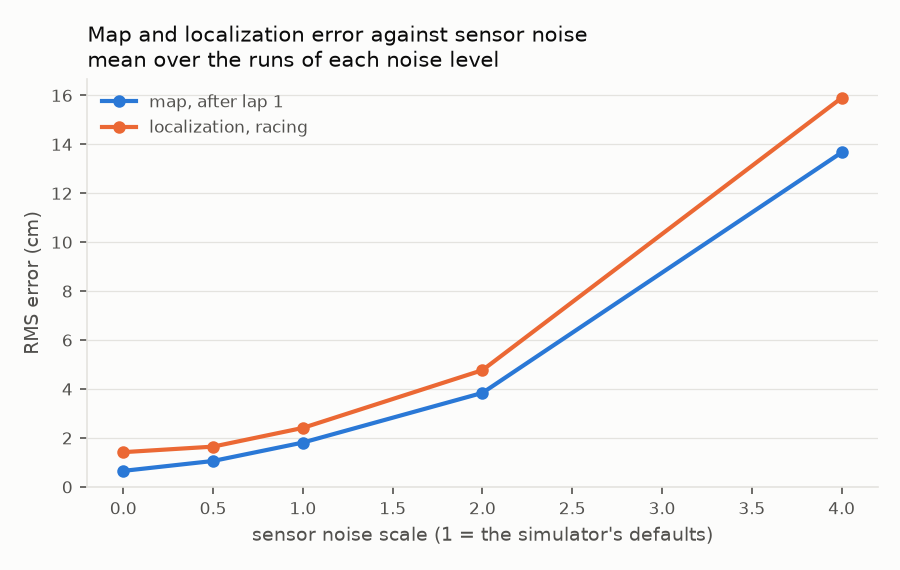 Map and localization error against sensor noise
mean over the runs of each noise level
map, after lap 1
localization, racing
RMS error (cm)
16
14
12
10
8
6
4
2
0
0.0 0.5 1.0 1.5 2.0 2.5 3.0 3.5 4.0
sensor noise scale (1 = the simulator's defaults)